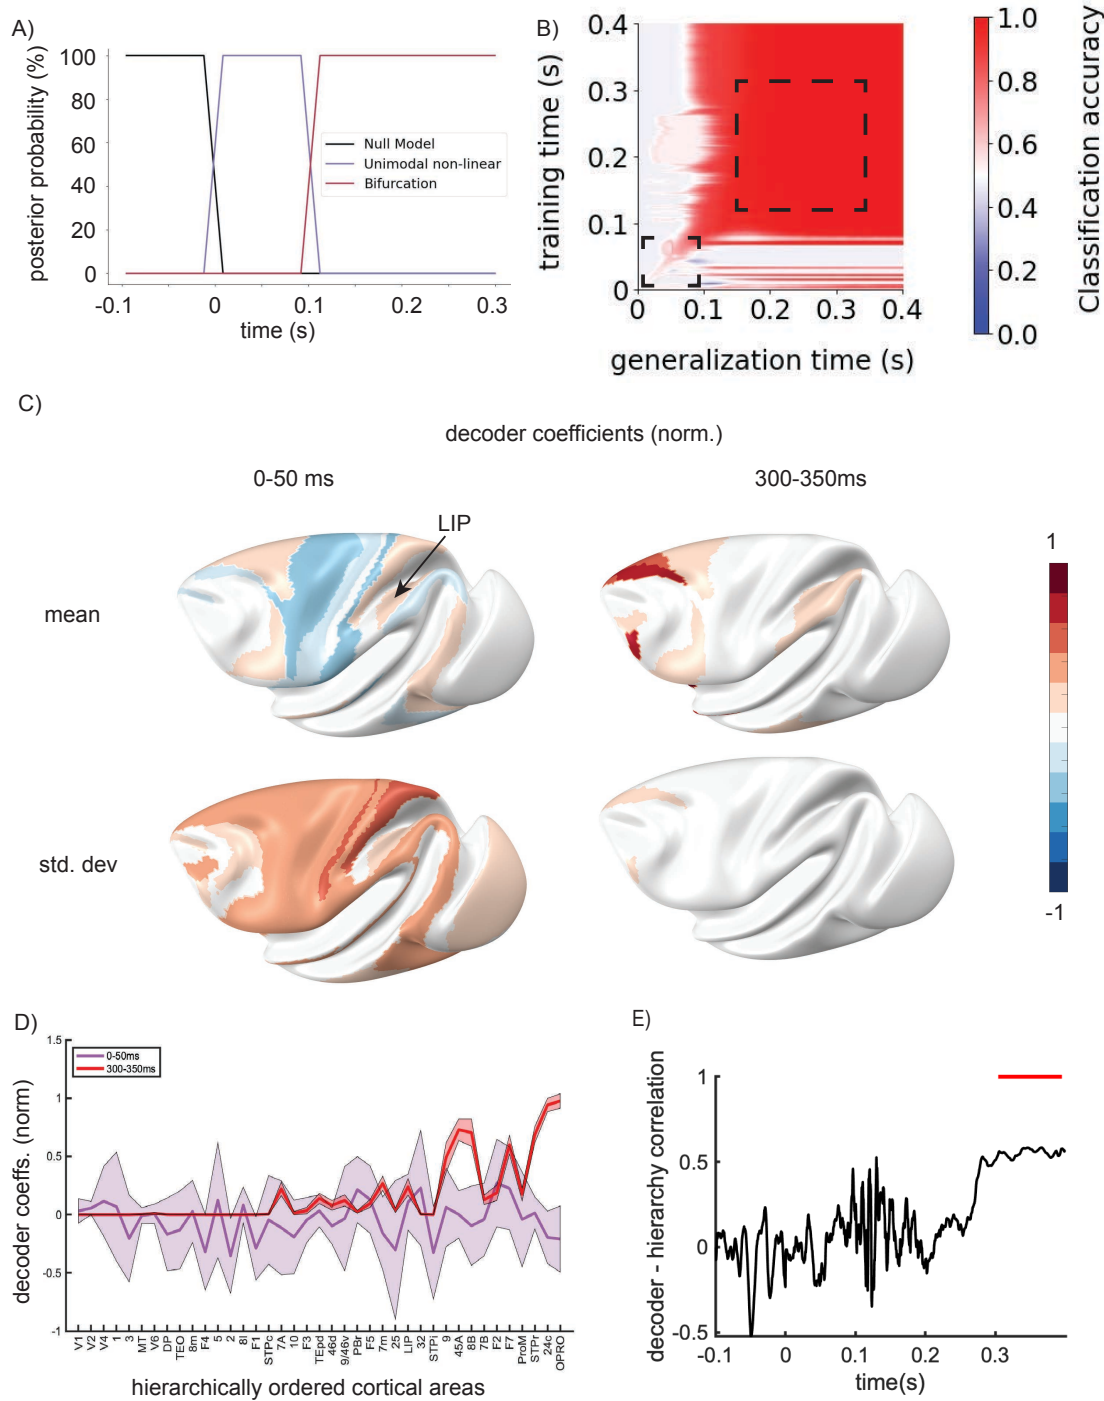 A)
posterior probability (%)
100
80
60
40
20
0
Null Model
Unimodal non-linear
Bifurcation
-0.1
0
0.1
0.2
0.3
time (s)
B)
training time (s)
0.4
0.3
0.2
0.1
0
0
0.1
0.2
0.3
0.4
generalization time (s)
1.0
0.8
0.6
0.4
0.2
0.0
Classification accuracy
C)
decoder coefficients (norm.)
0-50 ms
300-350ms
LIP
mean
std. dev
1
-1
D)
decoder coeffs. (norm)
1.5
1
0.5
0
-0.5
-1
0-50ms
300-350ms
V1
V2
V4
1
3
MT
V6
DP
TEO
8m
F4
5
2
8l
F1
STPc
7A
10
F3
TEpd
46d
9/46v
PBr
F5
7m
25
LIP
32
STPi
9
45A
8B
7B
F2
F7
ProM
STPr
24c
OPRO
hierarchically ordered cortical areas
E)
decoder - hierarchy correlation
1
0.5
0
-0.5
-0.1
0
0.1
0.2
0.3
time(s)